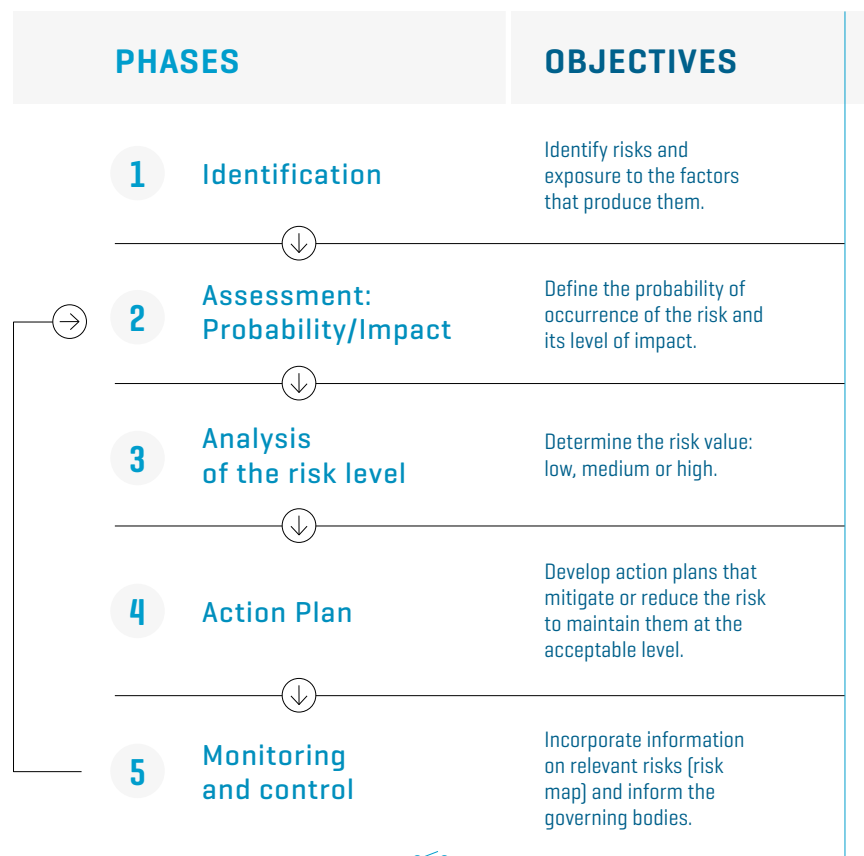 PHASES
OBJECTIVES
1
Identification
Identify risks and
exposure to the factors
that produce them.
2
Assessment:
Probability/Impact
Define the probability of
occurrence of the risk and
its level of impact.
3
Analysis
of the risk level
Determine the risk value:
low, medium or high.
4
Action Plan
Develop action plans that
mitigate or reduce the risk
to maintain them at the
acceptable level.
5
Monitoring
and control
Incorporate information
on relevant risks (risk
map) and inform the
governing bodies.